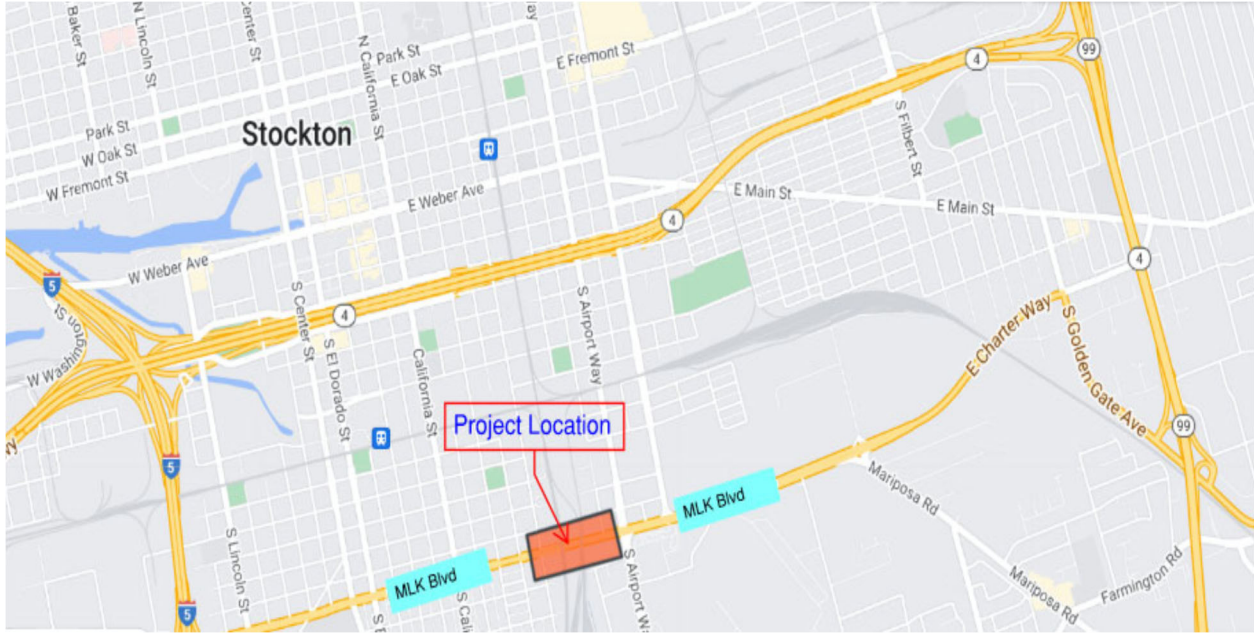 Baker St
N Lincoln St
Center St
N California St
Park St
E Oak St
E Fremont St
4
99
Park St
W Oak St
W Fremont St
Stockton
S Filbert St
E Weber Ave
E Main St
E Main St
4
W Weber Ave
5
4
S Center St
4
S Airport Way
W Washington St
S El Dorado St
California St
E Charter Way
S Golden Gate Ave
Project Location
99
5
Mariposa Rd
MLK Blvd
S Lincoln St
MLK Blvd
S Airport Wa
Mariposa Rd
Farmington Rd
5
S E
S Cali